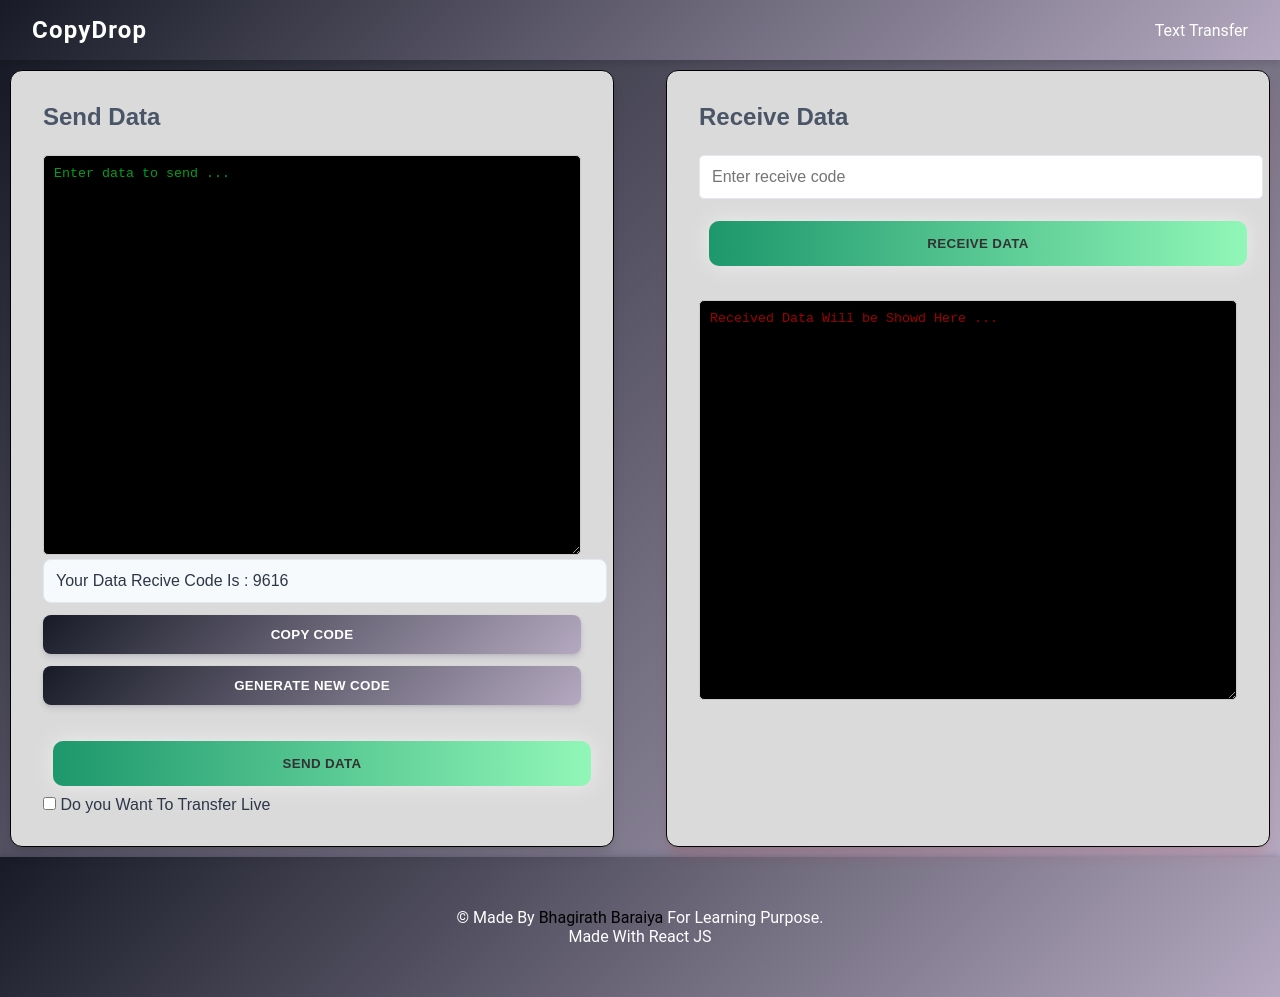 CopyDrop
Text Transfer
Send Data
Enter data to send ...
Your Data Recive Code Is : 9616
COPY CODE
GENERATE NEW CODE
SEND DATA
Do you Want To Transfer Live
Receive Data
Enter receive code
RECEIVE DATA
Received Data Will be Showd Here ...
© Made By Bhagirath Baraiya For Learning Purpose.
Made With React JS